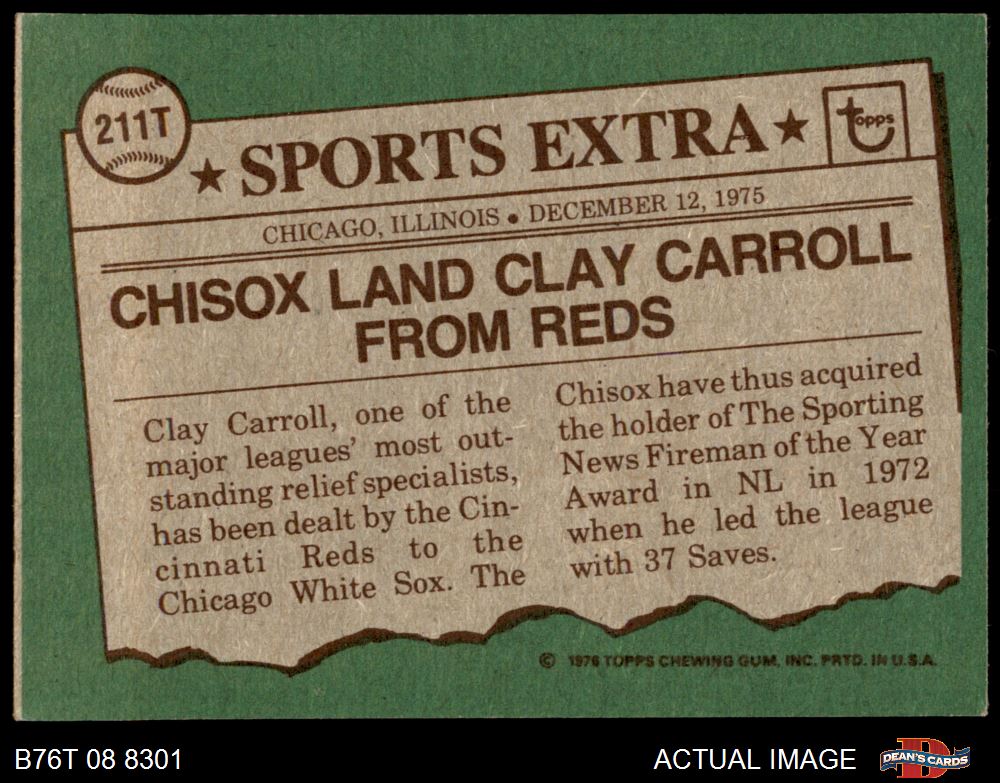 211T
★ SPORTS EXTRA ★
topps
CHICAGO, ILLINOIS • DECEMBER 12, 1975
CHISOX LAND CLAY CARROLL
FROM REDS
Clay Carroll, one of the
major leagues' most out-
standing relief specialists,
has been dealt by the Cin-
cinnati Reds to the
Chicago White Sox. The
Chisox have thus acquired
the holder of The Sporting
News Fireman of the Year
Award in NL in 1972
when he led the league
with 37 Saves.
© 1976 TOPPS CHEWING GUM, INC. PRTD. IN U.S.A.
B76T 08 8301
ACTUAL IMAGE
DEAN'S CARDS